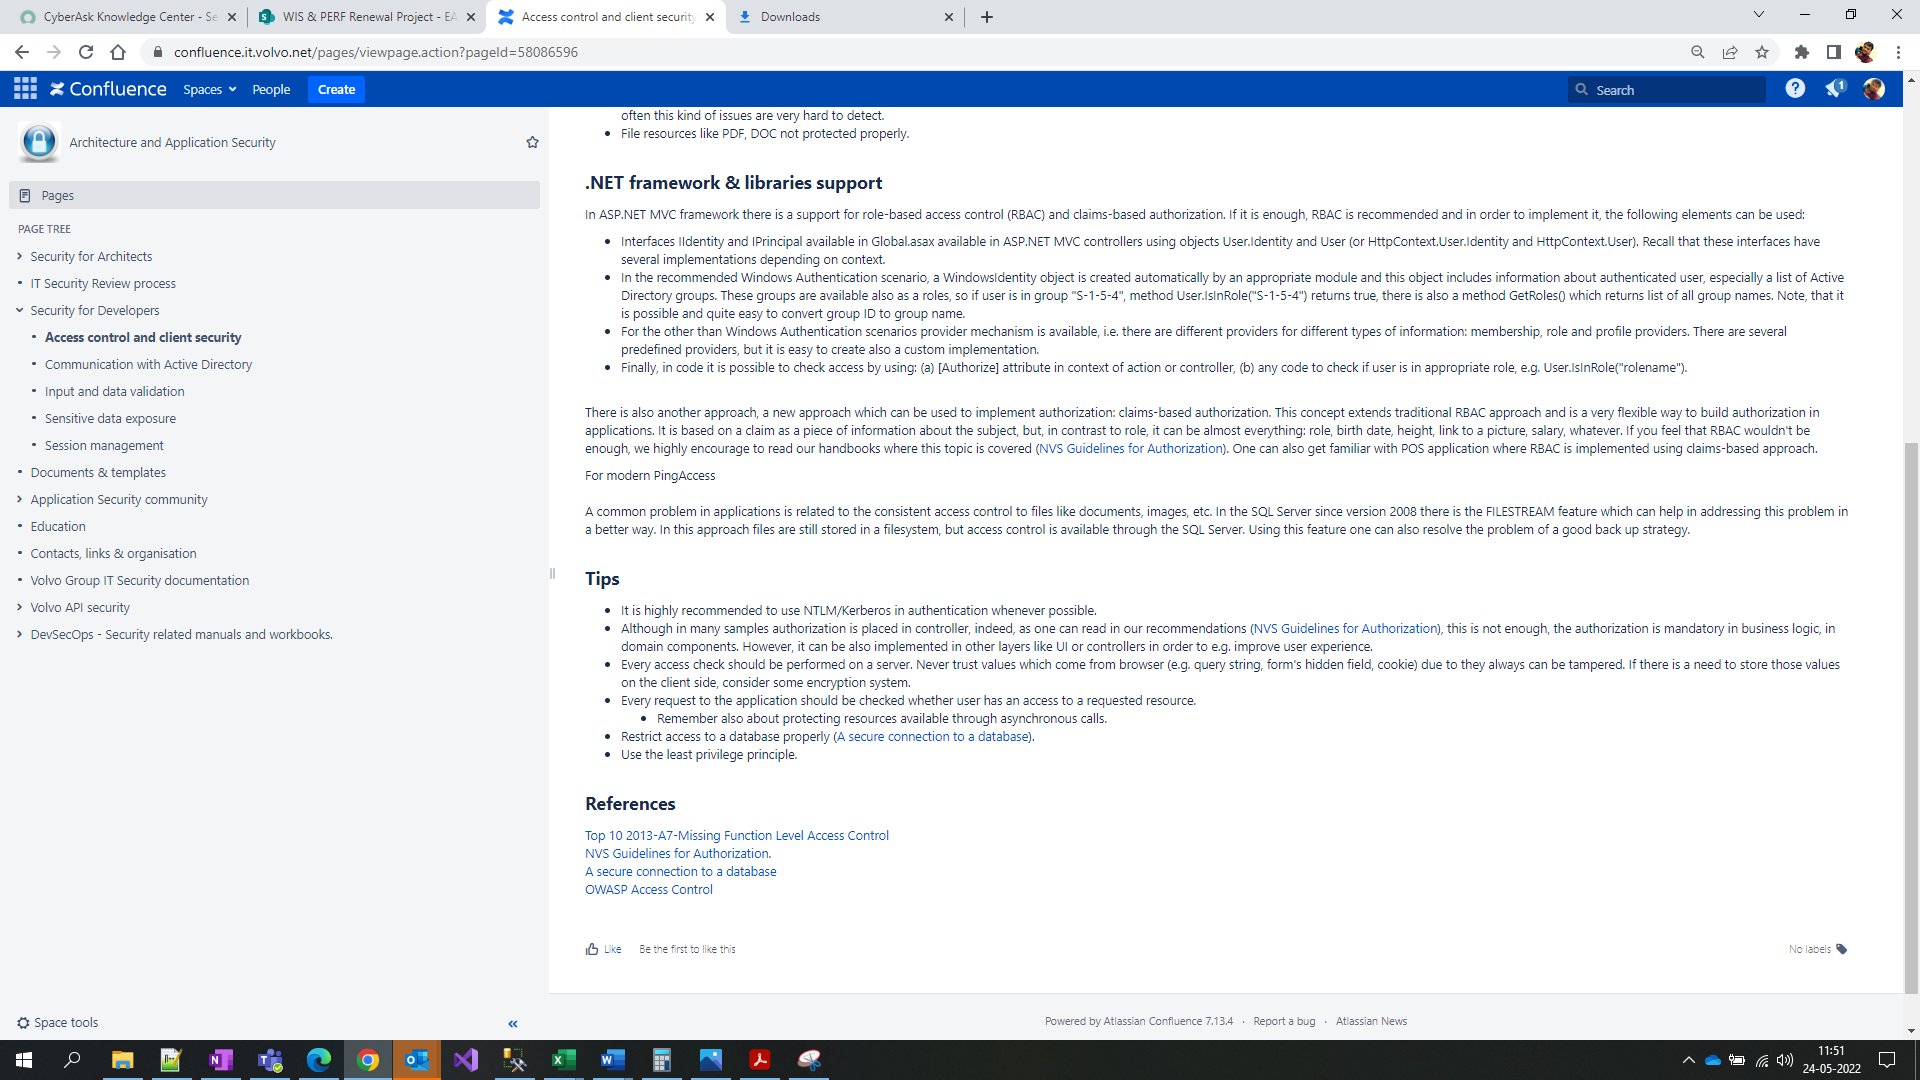 CyberAsk Knowledge Center - Se
WIS & PERF Renewal Project - EA
Access control and client security
Downloads
confluence.it.volvo.net/pages/viewpage.action?pageId=58086596
Confluence
Spaces
People
Create
Search
1
Architecture and Application Security
Pages
PAGE TREE
Security for Architects
IT Security Review process
Security for Developers
Access control and client security
Communication with Active Directory
Input and data validation
Sensitive data exposure
Session management
Documents & templates
Application Security community
Education
Contacts, links & organisation
Volvo Group IT Security documentation
Volvo API security
DevSecOps - Security related manuals and workbooks.
Space tools
often this kind of issues are very hard to detect.
File resources like PDF, DOC not protected properly.
.NET framework & libraries support
In ASP.NET MVC framework there is a support for role-based access control (RBAC) and claims-based authorization. If it is enough, RBAC is recommended and in order to implement it, the following elements can be used:
Interfaces IIdentity and IPrincipal available in Global.asax available in ASP.NET MVC controllers using objects User.Identity and User (or HttpContext.User.Identity and HttpContext.User). Recall that these interfaces have
several implementations depending on context.
In the recommended Windows Authentication scenario, a WindowsIdentity object is created automatically by an appropriate module and this object includes information about authenticated user, especially a list of Active
Directory groups. These groups are available also as a roles, so if user is in group "S-1-5-4", method User.IsInRole("S-1-5-4") returns true, there is also a method GetRoles() which returns list of all group names. Note, that it
is possible and quite easy to convert group ID to group name.
For the other than Windows Authentication scenarios provider mechanism is available, i.e. there are different providers for different types of information: membership, role and profile providers. There are several
predefined providers, but it is easy to create also a custom implementation.
Finally, in code it is possible to check access by using: (a) [Authorize] attribute in context of action or controller, (b) any code to check if user is in appropriate role, e.g. User.IsInRole("rolename").
There is also another approach, a new approach which can be used to implement authorization: claims-based authorization. This concept extends traditional RBAC approach and is a very flexible way to build authorization in
applications. It is based on a claim as a piece of information about the subject, but, in contrast to role, it can be almost everything: role, birth date, height, link to a picture, salary, whatever. If you feel that RBAC wouldn't be
enough, we highly encourage to read our handbooks where this topic is covered (NVS Guidelines for Authorization). One can also get familiar with POS application where RBAC is implemented using claims-based approach.
For modern PingAccess
A common problem in applications is related to the consistent access control to files like documents, images, etc. In the SQL Server since version 2008 there is the FILESTREAM feature which can help in addressing this problem in
a better way. In this approach files are still stored in a filesystem, but access control is available through the SQL Server. Using this feature one can also resolve the problem of a good back up strategy.
Tips
It is highly recommended to use NTLM/Kerberos in authentication whenever possible.
Although in many samples authorization is placed in controller, indeed, as one can read in our recommendations (NVS Guidelines for Authorization), this is not enough, the authorization is mandatory in business logic, in
domain components. However, it can be also implemented in other layers like UI or controllers in order to e.g. improve user experience.
Every access check should be performed on a server. Never trust values which come from browser (e.g. query string, form's hidden field, cookie) due to they always can be tampered. If there is a need to store those values
on the client side, consider some encryption system.
Every request to the application should be checked whether user has an access to a requested resource.
Remember also about protecting resources available through asynchronous calls.
Restrict access to a database properly (A secure connection to a database).
Use the least privilege principle.
References
Top 10 2013-A7-Missing Function Level Access Control
NVS Guidelines for Authorization.
A secure connection to a database
OWASP Access Control
Like
Be the first to like this
No labels
Powered by Atlassian Confluence 7.13.4 · Report a bug · Atlassian News
11:51
24-05-2022